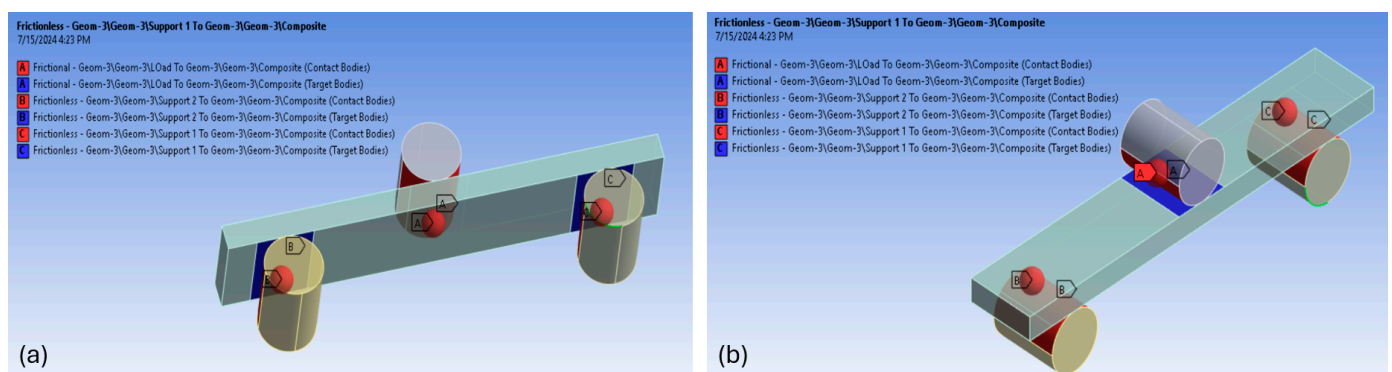 Frictionless - Geom-3\Geom-3\Support 1 To Geom-3\Geom-3\Composite
7/15/2024 4:23 PM
A Frictional - Geom-3\Geom-3\LOad To Geom-3\Geom-3\Composite (Contact Bodies)
A Frictional - Geom-3\Geom-3\LOad To Geom-3\Geom-3\Composite (Target Bodies)
B Frictionless - Geom-3\Geom-3\Support 2 To Geom-3\Geom-3\Composite (Contact Bodies)
B Frictionless - Geom-3\Geom-3\Support 2 To Geom-3\Geom-3\Composite (Target Bodies)
C Frictionless - Geom-3\Geom-3\Support 1 To Geom-3\Geom-3\Composite (Contact Bodies)
C Frictionless - Geom-3\Geom-3\Support 1 To Geom-3\Geom-3\Composite (Target Bodies)
C
A
A
B
B
(a)
Frictionless - Geom-3\Geom-3\Support 1 To Geom-3\Geom-3\Composite
7/15/2024 4:23 PM
A Frictional - Geom-3\Geom-3\LOad To Geom-3\Geom-3\Composite (Contact Bodies)
A Frictional - Geom-3\Geom-3\LOad To Geom-3\Geom-3\Composite (Target Bodies)
B Frictionless - Geom-3\Geom-3\Support 2 To Geom-3\Geom-3\Composite (Contact Bodies)
B Frictionless - Geom-3\Geom-3\Support 2 To Geom-3\Geom-3\Composite (Target Bodies)
C Frictionless - Geom-3\Geom-3\Support 1 To Geom-3\Geom-3\Composite (Contact Bodies)
C Frictionless - Geom-3\Geom-3\Support 1 To Geom-3\Geom-3\Composite (Target Bodies)
C
C
A
A
B
B
(b)